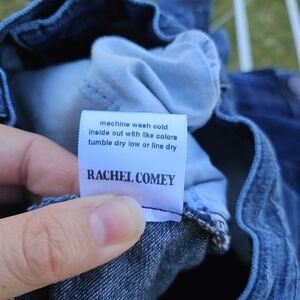 machine wash cold
inside out with like colors
tumble dry low or line dry
RACHEL COMEY